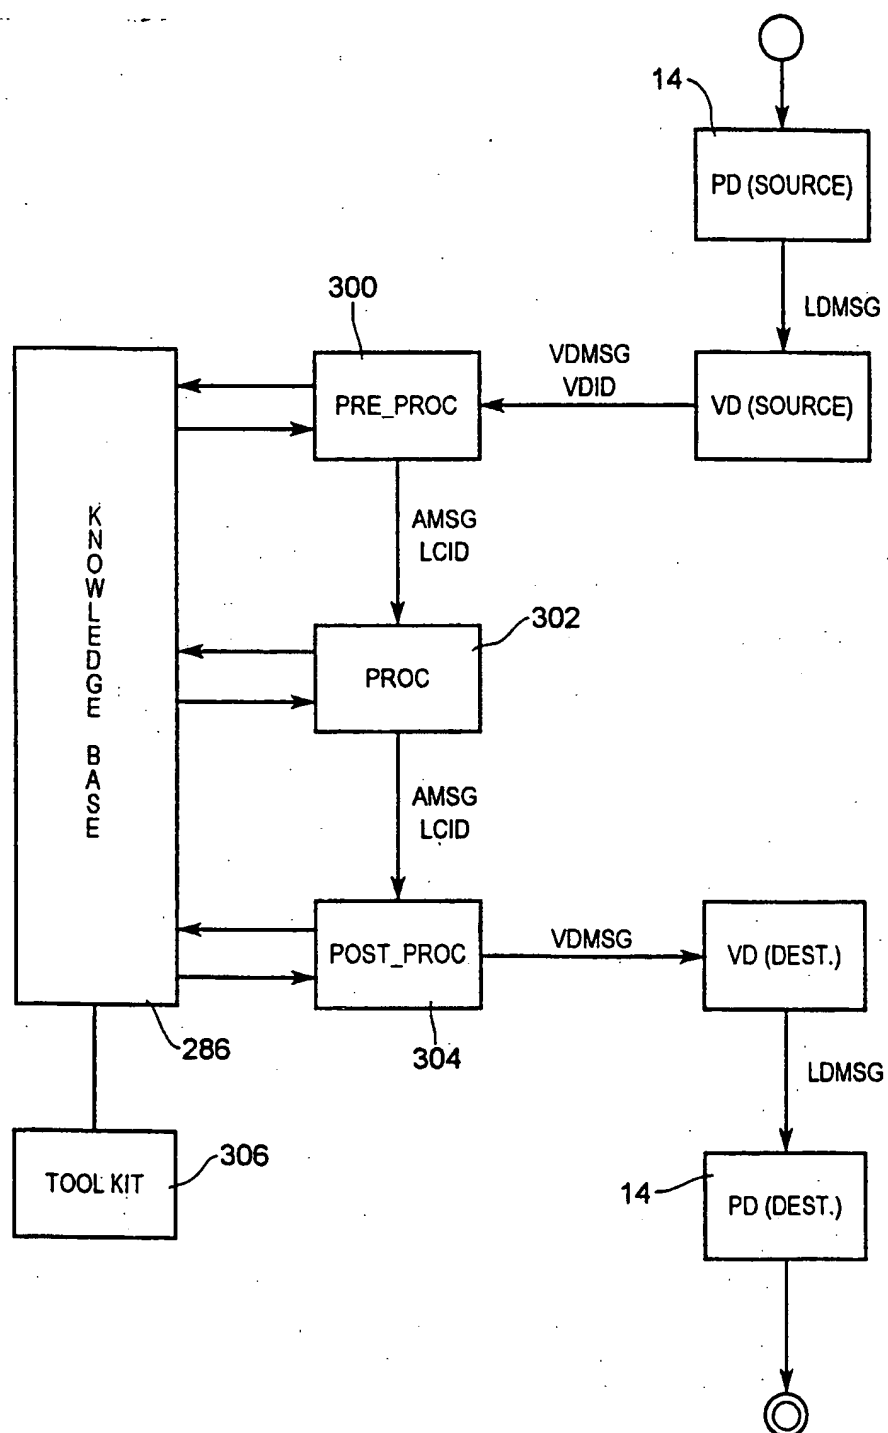 14
PD (SOURCE)
LDMSG
300
VDMSG
VDID
PRE_PROC
VD (SOURCE)
AMSG
LCID
KNOWLEDGE BASE
302
PROC
AMSG
LCID
POST_PROC
VDMSG
VD (DEST.)
286
304
LDMSG
TOOL KIT
306
14
PD (DEST.)